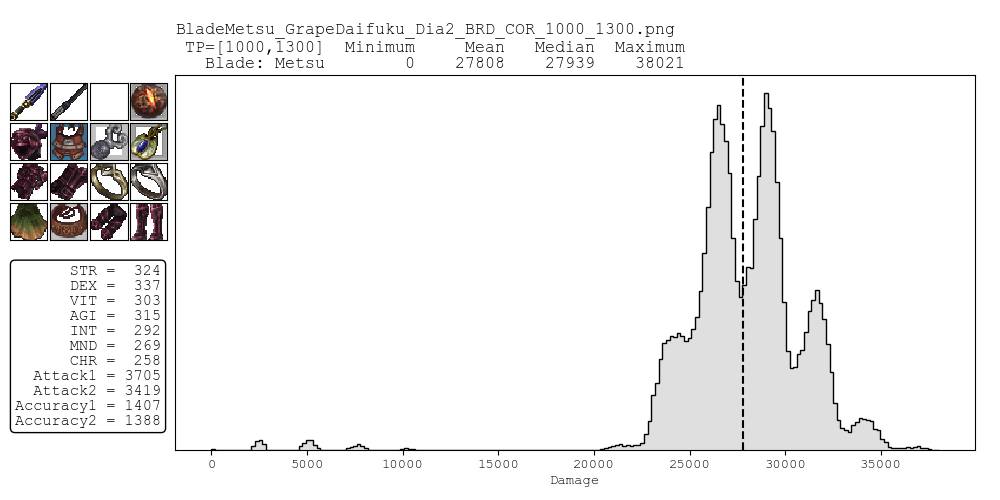 BladeMetsu_GrapeDaifuku_Dia2_BRD_COR_1000_1300.png
TP=[1000,1300] Minimum Mean Median Maximum
Blade: Metsu 0 27808 27939 38021
STR = 324
DEX = 337
VIT = 303
AGI = 315
INT = 292
MND = 269
CHR = 258
Attack1 = 3705
Attack2 = 3419
Accuracy1 = 1407
Accuracy2 = 1388
0 5000 10000 15000 20000 25000 30000 35000
Damage